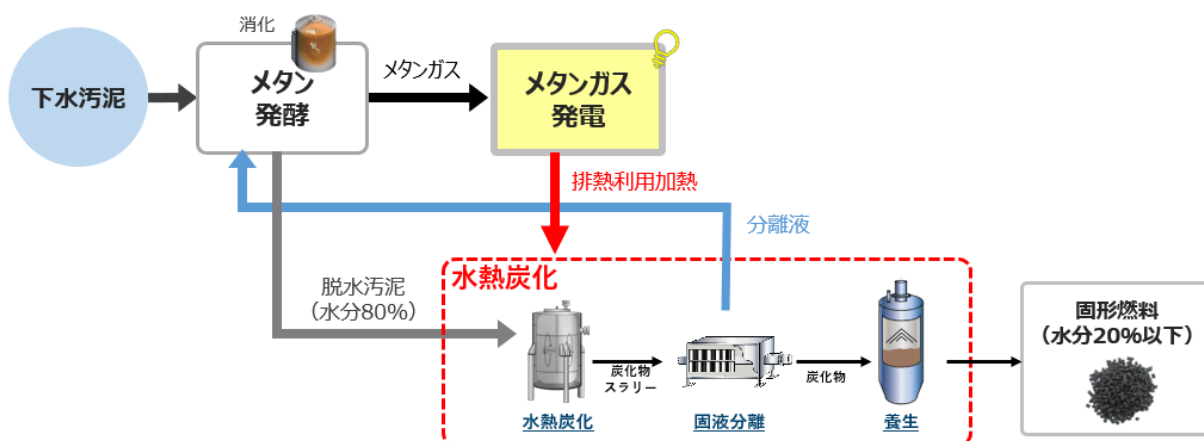 消化
下水汚泥
メタン
発酵
メタンガス
メタンガス
発電
排熱利用加熱
分離液
水熱炭化
脱水汚泥
（水分80%）
炭化物
スラリー
炭化物
水熱炭化
固液分離
養生
固形燃料
（水分20%以下）